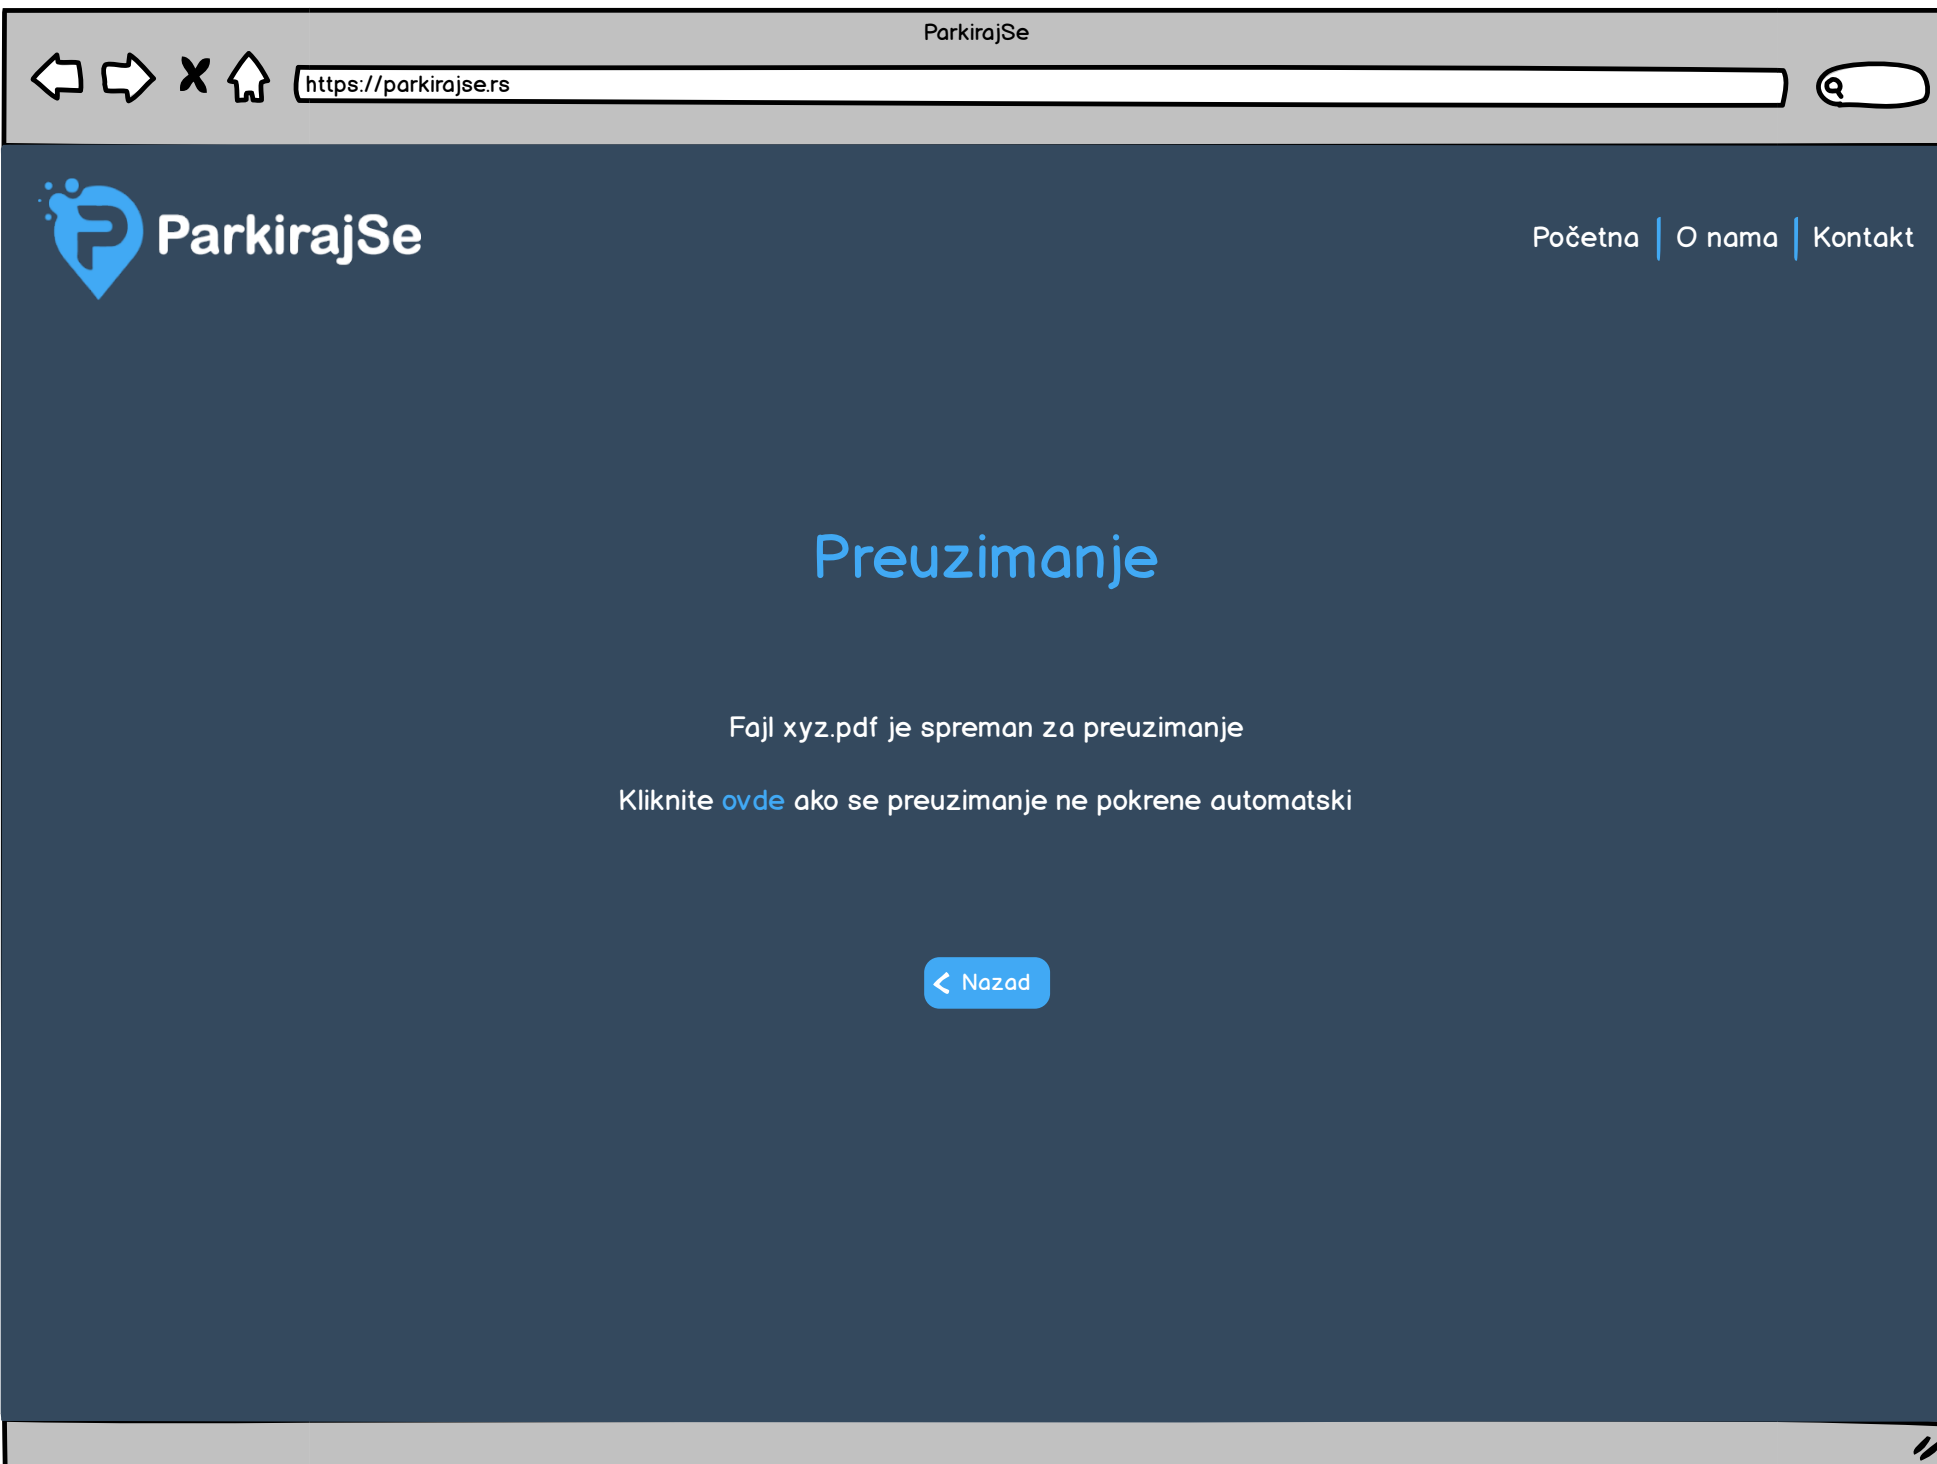 ParkirajSe
https://parkirajse.rs
ParkirajSe
Početna
O nama
Kontakt
Preuzimanje
Fajl xyz.pdf je spreman za preuzimanje
Kliknite ovde ako se preuzimanje ne pokrene automatski
Nazad